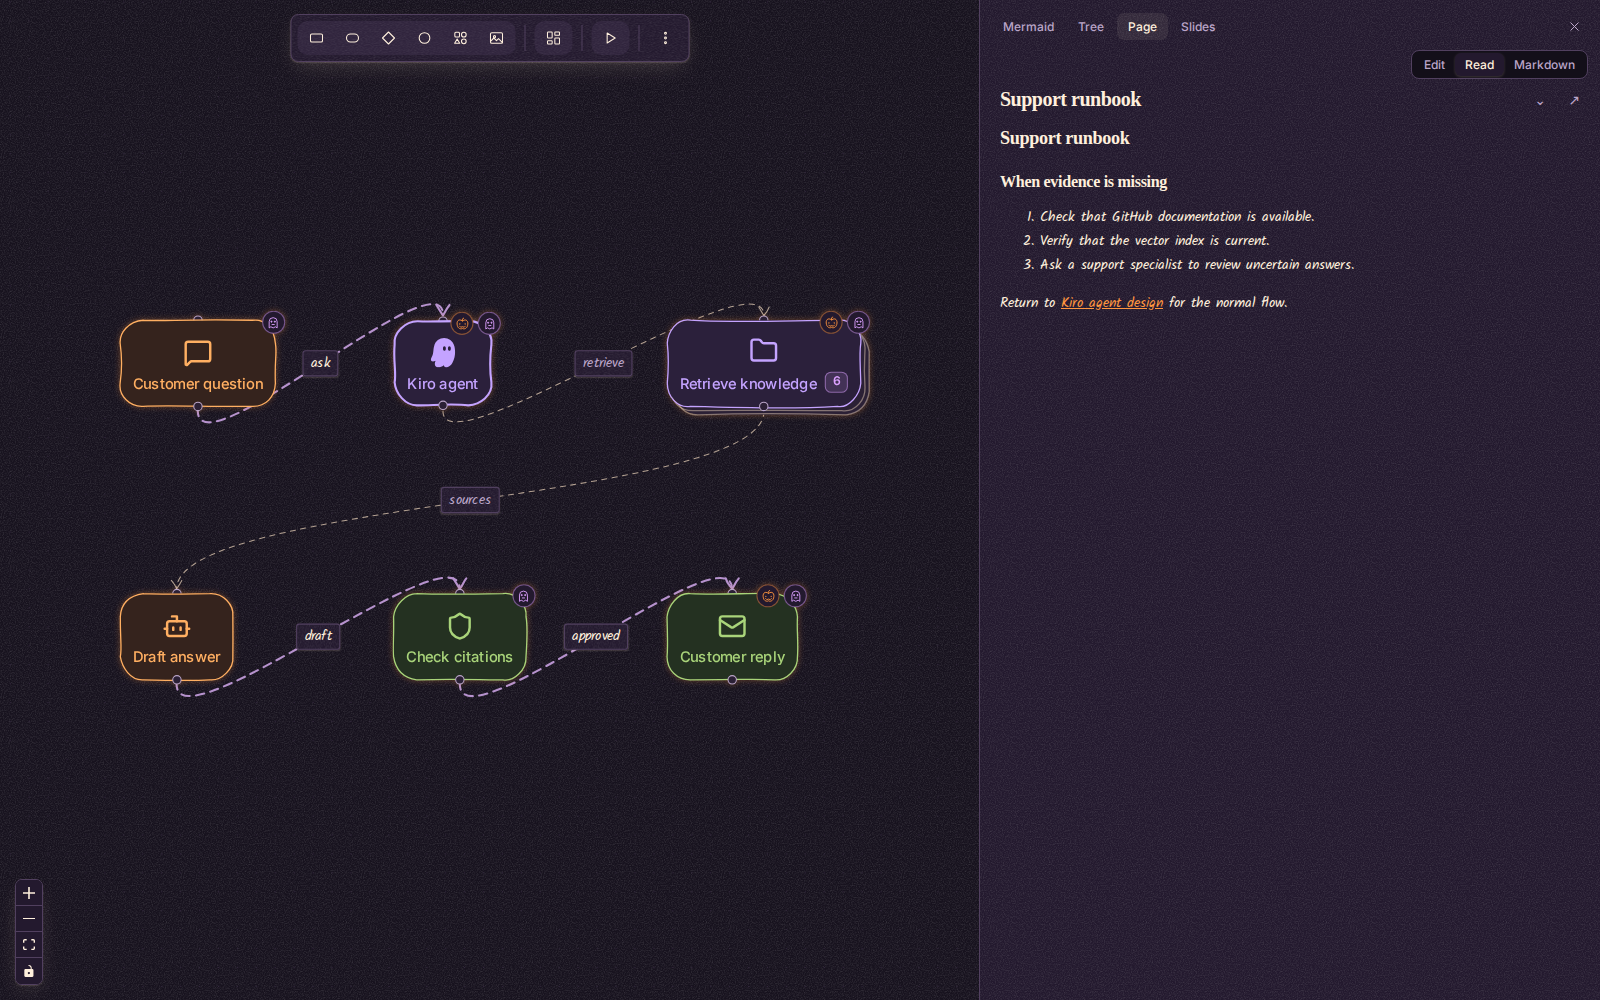 Mermaid Tree Page Slides
Edit Read Markdown
Support runbook
Support runbook
When evidence is missing
1. Check that GitHub documentation is available.
2. Verify that the vector index is current.
3. Ask a support specialist to review uncertain answers.
Return to Kiro agent design for the normal flow.
Customer question
ask
Kiro agent
retrieve
Retrieve knowledge 6
sources
Draft answer
draft
Check citations
approved
Customer reply